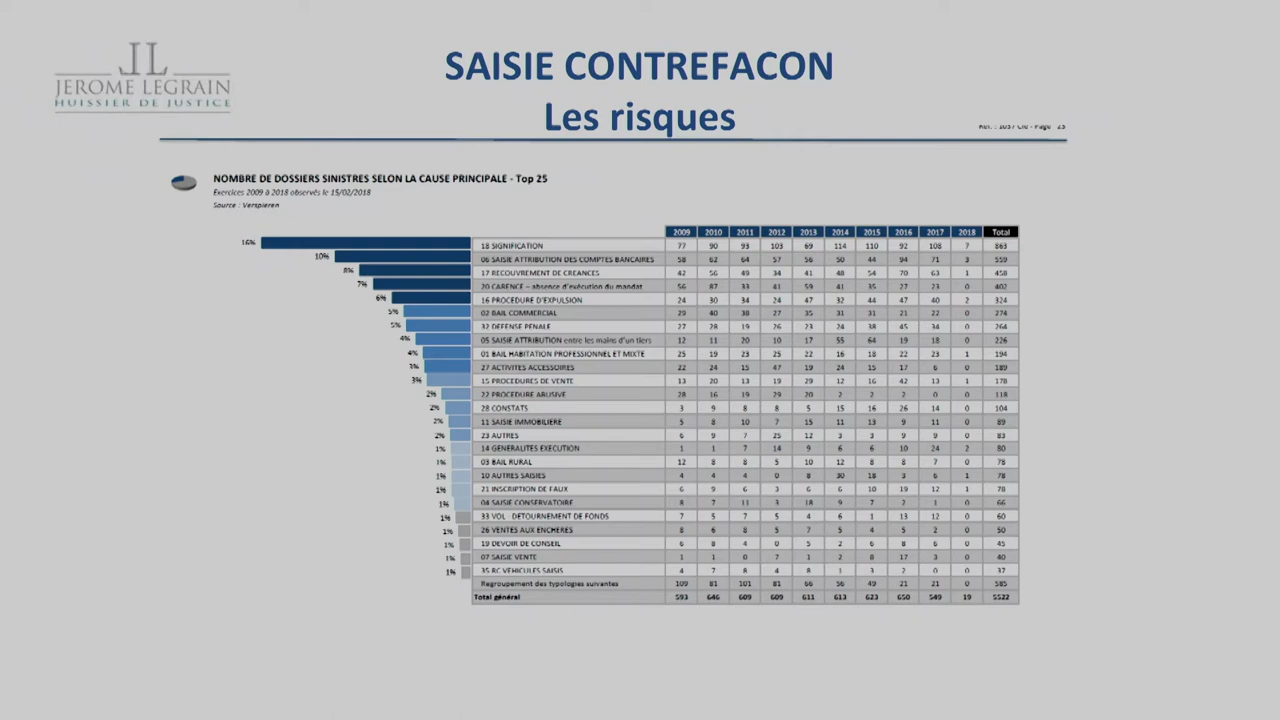 JL
JEROME LEGRAIN
HUISSIER DE JUSTICE
SAISIE CONTREFACON
Les risques
Réf. : 1037 Cie - Page 23
NOMBRE DE DOSSIERS SINISTRES SELON LA CAUSE PRINCIPALE - Top 25
Exercices 2009 à 2018 observés le 15/02/2018
Source : Verspieren
2009 2010 2011 2012 2013 2014 2015 2016 2017 2018 Total
16% 18 SIGNIFICATION 77 90 93 103 69 114 110 92 108 7 863
10% 06 SAISIE ATTRIBUTION DES COMPTES BANCAIRES 58 62 64 57 56 50 44 94 71 3 559
8% 17 RECOUVREMENT DE CREANCES 42 56 49 34 41 48 54 70 63 1 458
7% 20 CARENCE – absence d'exécution du mandat 56 87 33 41 59 41 35 27 23 0 402
6% 16 PROCEDURE D'EXPULSION 24 30 34 24 47 32 44 47 40 2 324
5% 02 BAIL COMMERCIAL 29 40 38 27 35 31 31 21 22 0 274
5% 32 DEFENSE PENALE 27 28 19 26 23 24 38 45 34 0 264
4% 05 SAISIE ATTRIBUTION entre les mains d'un tiers 12 11 20 10 17 55 64 19 18 0 226
4% 01 BAIL HABITATION PROFESSIONNEL ET MIXTE 25 19 23 25 22 16 18 22 23 1 194
3% 27 ACTIVITES ACCESSOIRES 22 24 15 47 19 24 15 17 6 0 189
3% 15 PROCEDURES DE VENTE 13 20 13 19 29 12 16 42 13 1 178
2% 22 PROCEDURE ABUSIVE 28 16 19 29 20 2 2 2 0 0 118
2% 28 CONSTATS 3 9 8 8 5 15 16 26 14 0 104
2% 11 SAISIE IMMOBILIERE 5 8 10 7 15 11 13 9 11 0 89
2% 23 AUTRES 6 9 7 25 12 3 3 9 9 0 83
1% 14 GENERALITES EXECUTION 1 1 7 14 9 6 6 10 24 2 80
1% 03 BAIL RURAL 12 8 8 5 10 12 8 8 7 0 78
1% 10 AUTRES SAISIES 4 4 4 0 8 30 18 3 6 1 78
1% 21 INSCRIPTION DE FAUX 6 9 6 3 6 6 10 19 12 1 78
1% 04 SAISIE CONSERVATOIRE 8 7 11 3 18 9 7 2 1 0 66
1% 33 VOL - DETOURNEMENT DE FONDS 7 5 7 5 4 6 1 13 12 0 60
1% 26 VENTES AUX ENCHERES 8 6 8 5 7 5 4 5 2 0 50
1% 19 DEVOIR DE CONSEIL 6 8 4 0 5 2 6 8 6 0 45
1% 07 SAISIE VENTE 1 1 0 7 1 2 8 17 3 0 40
1% 35 RC VEHICULES SAISIS 4 7 8 4 8 1 3 2 0 0 37
Regroupement des typologies suivantes 109 81 101 81 66 56 49 21 21 0 585
Total général 593 646 609 609 611 613 623 650 549 19 5522